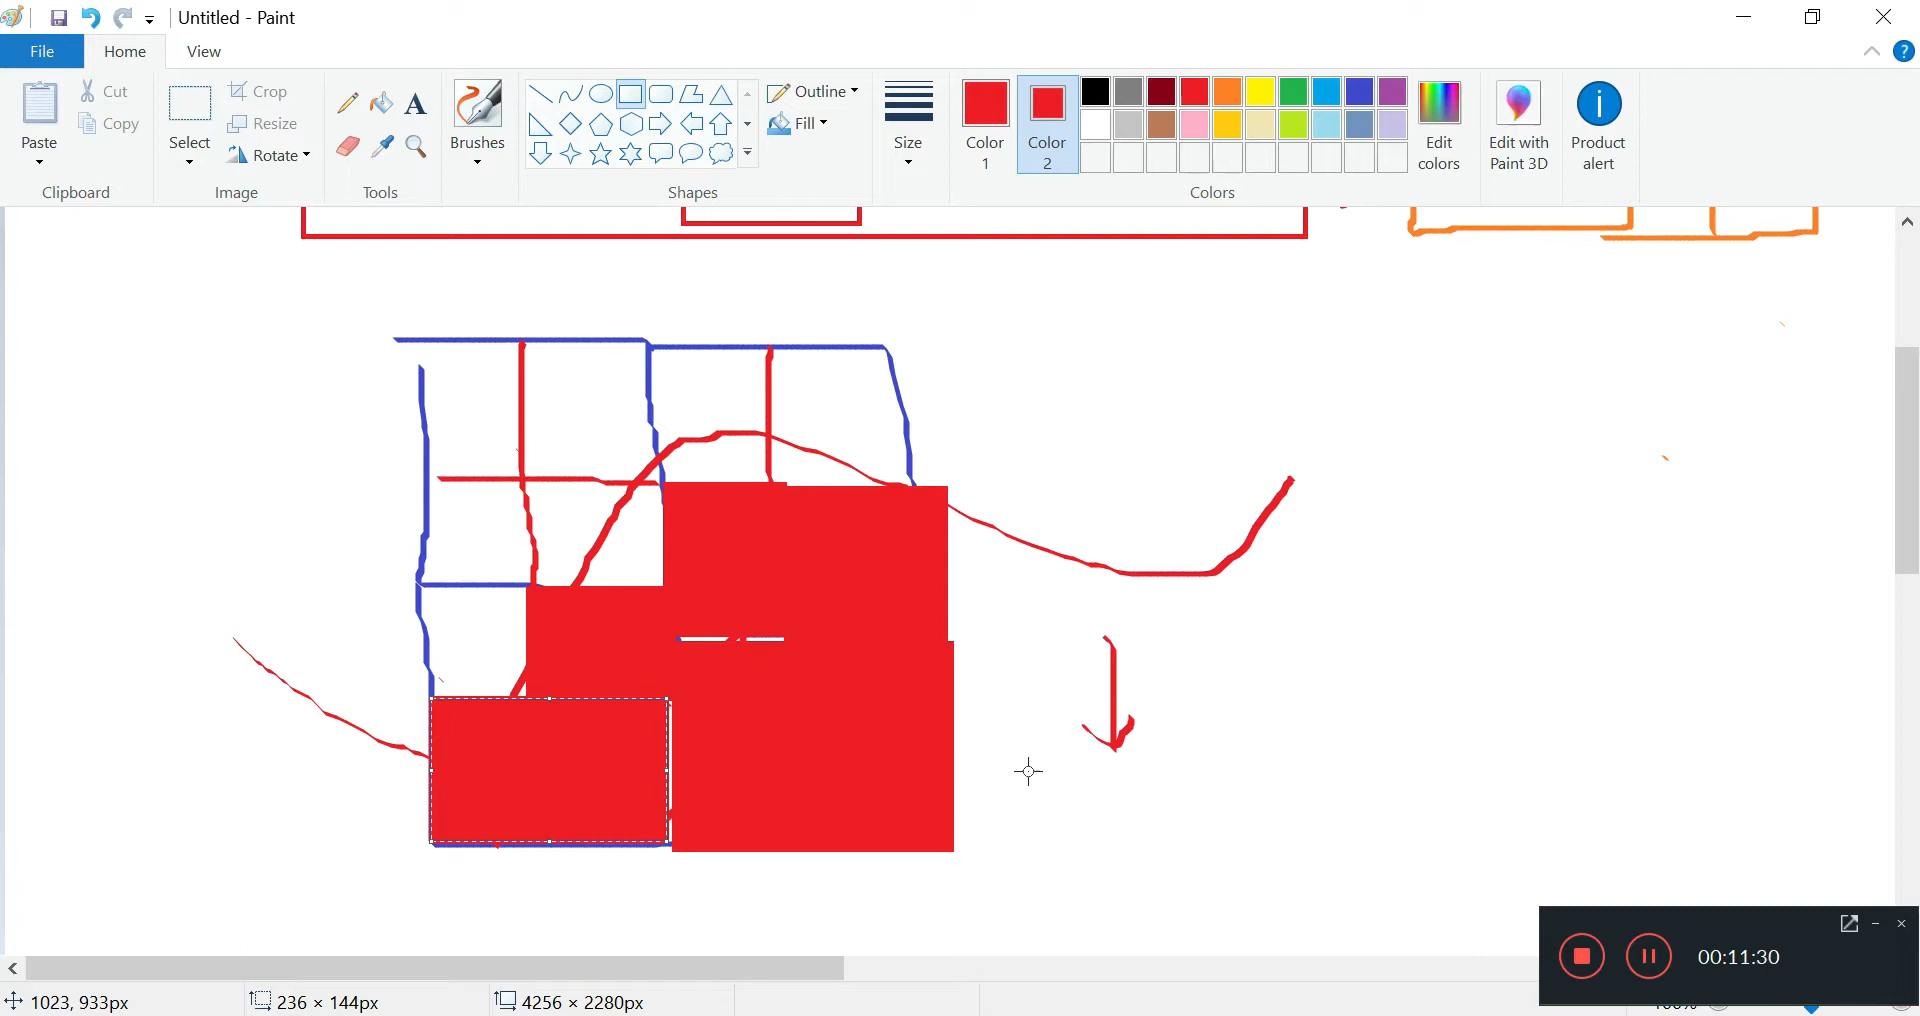 Untitled - Paint
File Home View ?
Paste
Cut
Copy
Clipboard
Select
Crop
Resize
Rotate
Image
A
Tools
Brushes
Shapes
Outline
Fill
Size
Color 1
Color 2
Colors
Edit colors
Edit with Paint 3D
Product alert
00:11:30
1023, 933px 236 × 144px 4256 × 2280px